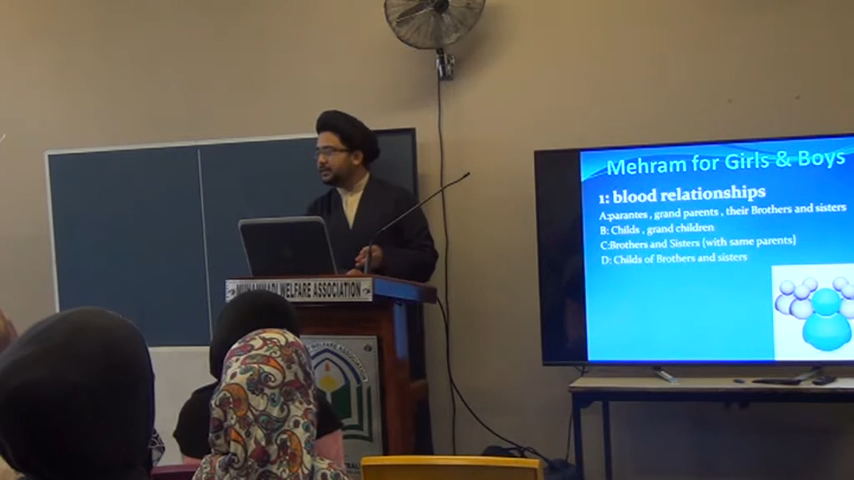 Mehram for Girls & Boys
1: blood relationships
A:parantes , grand parents , their Brothers and sisters
B: Childs , grand children
C:Brothers and Sisters (with same parents)
D: Childs of Brothers and sisters
MUHAMMADI WELFARE ASSOCIATION